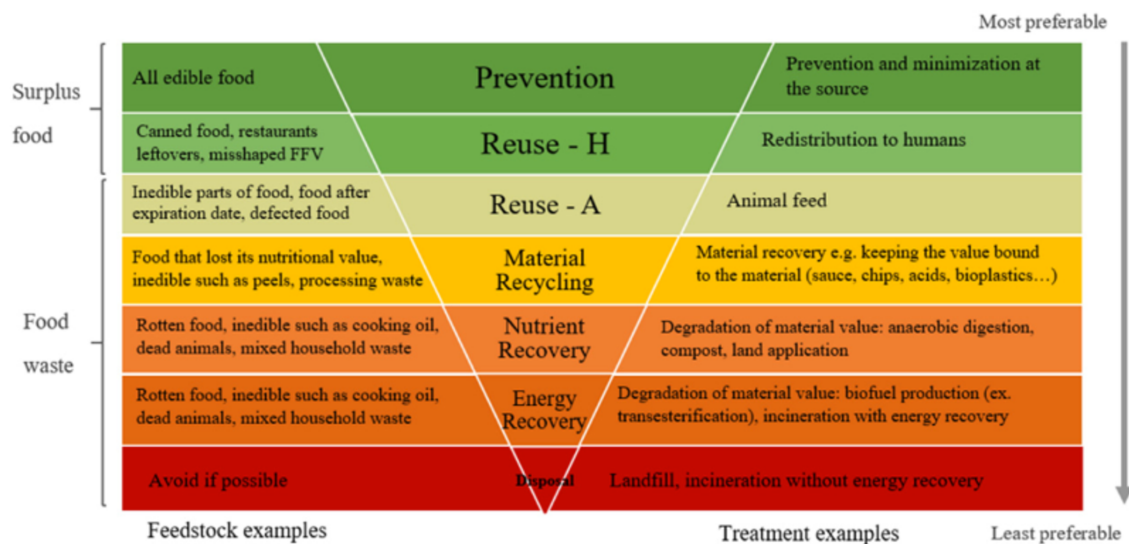 Most preferable
Surplus
food
All edible food
Prevention
Prevention and minimization at
the source
Canned food, restaurants
leftovers, misshaped FFV
Reuse - H
Redistribution to humans
Food
waste
Inedible parts of food, food after
expiration date, defected food
Reuse - A
Animal feed
Food that lost its nutritional value,
inedible such as peels, processing waste
Material
Recycling
Material recovery e.g. keeping the value bound
to the material (sauce, chips, acids, bioplastics…)
Rotten food, inedible such as cooking oil,
dead animals, mixed household waste
Nutrient
Recovery
Degradation of material value: anaerobic digestion,
compost, land application
Rotten food, inedible such as cooking oil,
dead animals, mixed household waste
Energy
Recovery
Degradation of material value: biofuel production (ex.
transesterification), incineration with energy recovery
Avoid if possible
Disposal
Landfill, incineration without energy recovery
Feedstock examples
Treatment examples
Least preferable